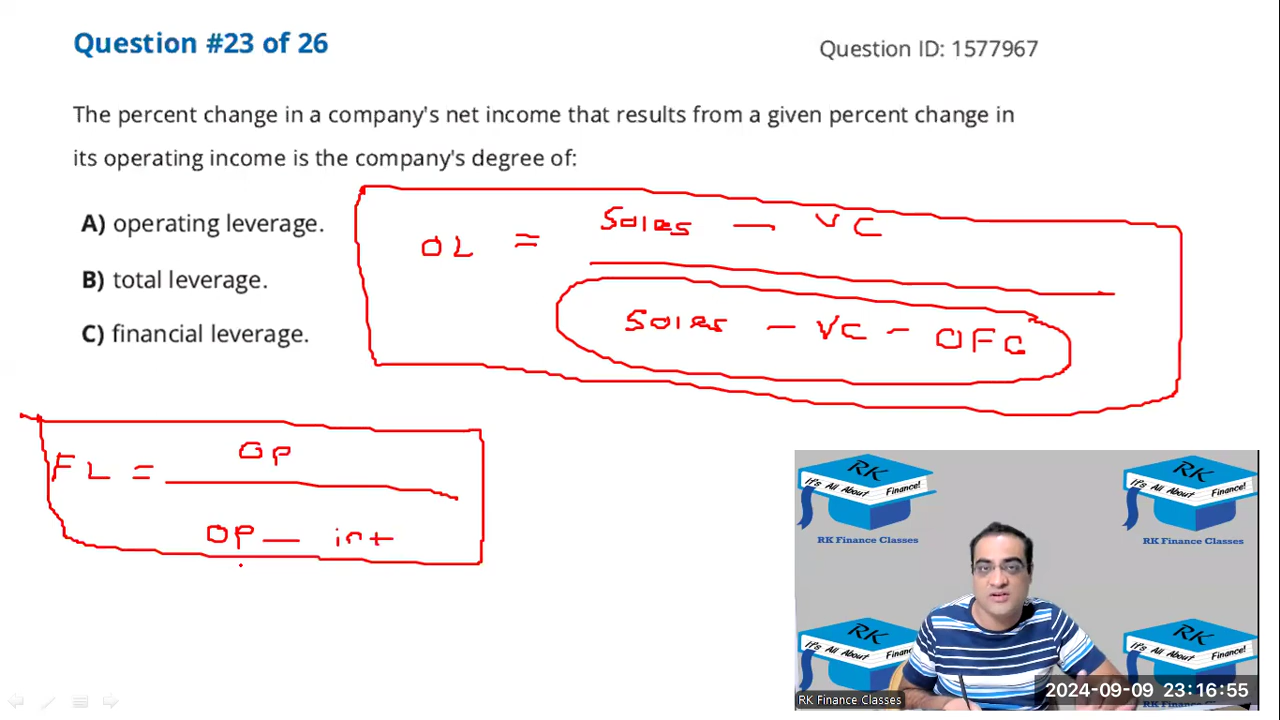 Question #23 of 26
Question ID: 1577967
The percent change in a company's net income that results from a given percent change in
its operating income is the company's degree of:
A) operating leverage.
B) total leverage.
C) financial leverage.
OL = Sales — VC
Sales — VC — OFC
FL = OP
OP — int
RK
It's All About Finance!
RK Finance Classes
RK
It's All About Finance!
RK Finance Classes
RK
It's All About Finance!
RK
It's All About Finance!
RK Finance Classes
2024-09-09 23:16:55
RK Finance Classes